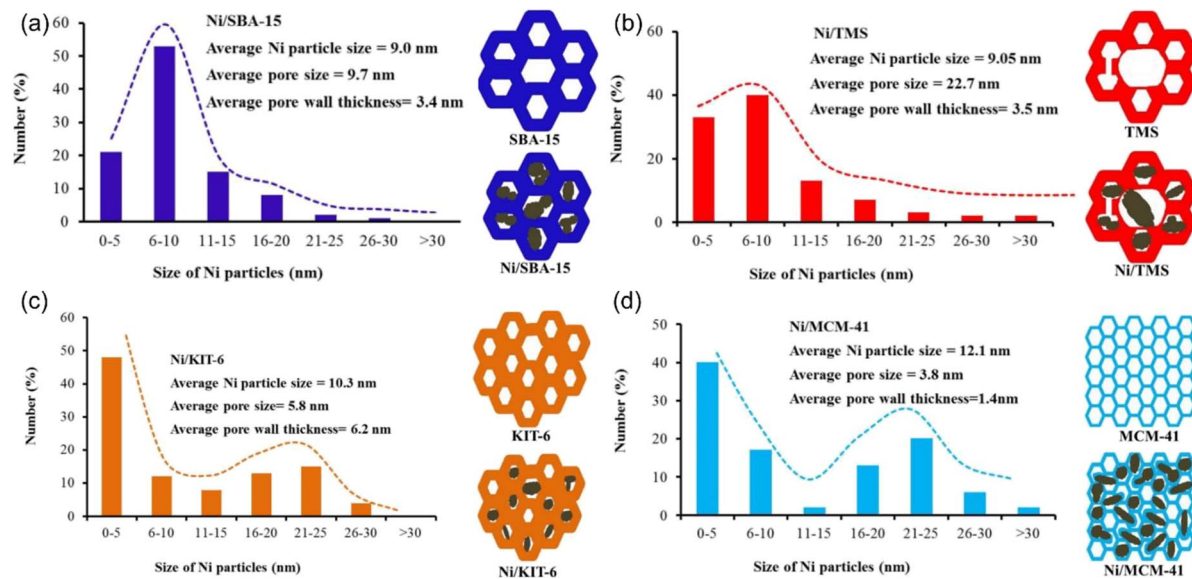 (a)
Ni/SBA-15
Average Ni particle size = 9.0 nm
Average pore size = 9.7 nm
Average pore wall thickness= 3.4 nm
Number (%)
60
50
40
30
20
10
0
0-5 6-10 11-15 16-20 21-25 26-30 >30
Size of Ni particles (nm)
SBA-15
Ni/SBA-15
(b)
Ni/TMS
Average Ni particle size = 9.05 nm
Average pore size = 22.7 nm
Average pore wall thickness= 3.5 nm
Number (%)
60
40
20
0
0-5 6-10 11-15 16-20 21-25 26-30 >30
Size of Ni particles (nm)
TMS
Ni/TMS
(c)
Ni/KIT-6
Average Ni particle size = 10.3 nm
Average pore size= 5.8 nm
Average pore wall thickness= 6.2 nm
Number (%)
60
50
40
30
20
10
0
0-5 6-10 11-15 16-20 21-25 26-30 >30
Size of Ni particles (nm)
KIT-6
Ni/KIT-6
(d)
Ni/MCM-41
Average Ni particle size = 12.1 nm
Average pore size = 3.8 nm
Average pore wall thickness=1.4nm
Number (%)
50
40
30
20
10
0
0-5 6-10 11-15 16-20 21-25 26-30 >30
Size of Ni particles (nm)
MCM-41
Ni/MCM-41